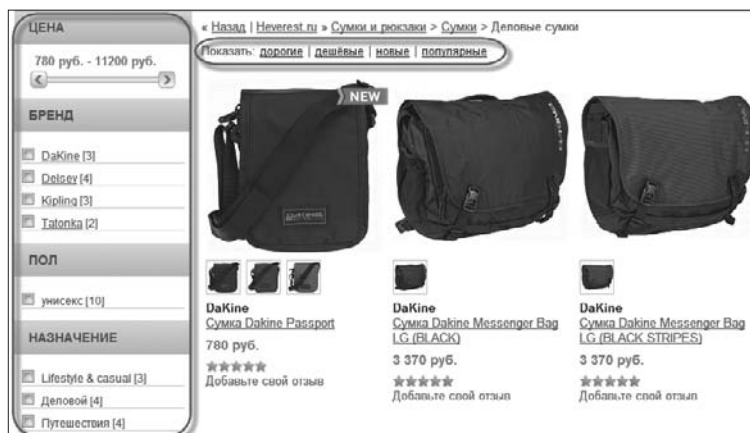 ЦЕНА
780 руб. - 11200 руб.
БРЕНД
DaKine [3]
Delsey [4]
Kipling [3]
Tatonka [2]
ПОЛ
унисекс [10]
НАЗНАЧЕНИЕ
Lifestyle & casual [3]
Деловой [4]
Путешествия [4]
« Назад | Heverest.ru » Сумки и рюкзаки > Сумки > Деловые сумки
Показать: дорогие | дешёвые | новые | популярные
NEW
DAKINE
DaKine
Сумка Dakine Passport
780 руб.
Добавьте свой отзыв
DaKine
Сумка Dakine Messenger Bag
LG (BLACK)
3 370 руб.
Добавьте свой отзыв
DaKine
Сумка Dakine Messenger Bag
LG (BLACK STRIPES)
3 370 руб.
Добавьте свой отзыв